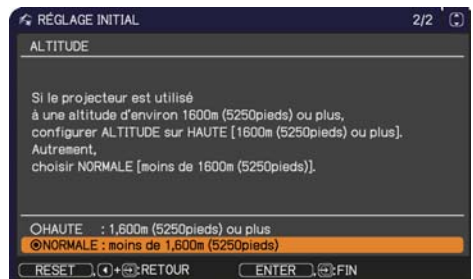 RÉGLAGE INITIAL 2/2
ALTITUDE
Si le projecteur est utilisé
à une altitude d'environ 1600m (5250pieds) ou plus,
configurer ALTITUDE sur HAUTE [1600m (5250pieds) ou plus].
Autrement,
choisir NORMALE [moins de 1600m (5250pieds)].
HAUTE : 1,600m (5250pieds) ou plus
NORMALE : moins de 1,600m (5250pieds)
RESET , + :RETOUR ENTER , :FIN